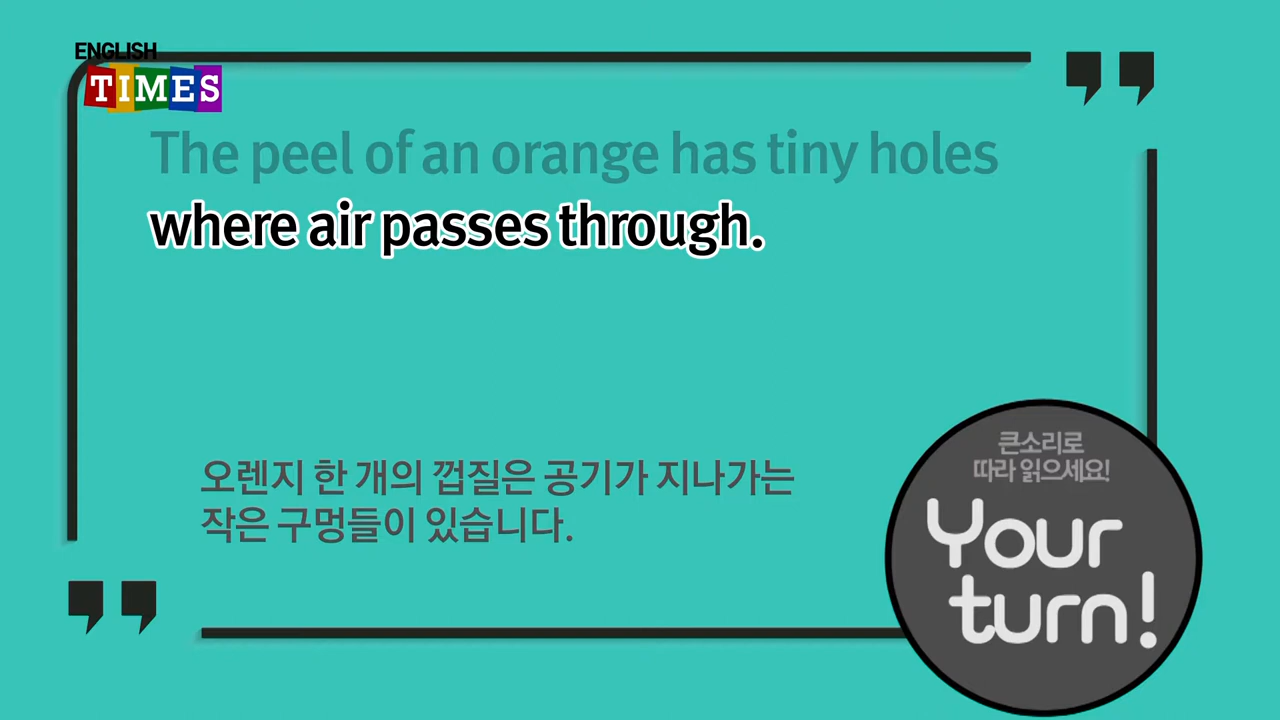 ENGLISH
TIMES
The peel of an orange has tiny holes
where air passes through.
오렌지 한 개의 껍질은 공기가 지나가는
작은 구멍들이 있습니다.
큰소리로
따라 읽으세요!
Your
turn!